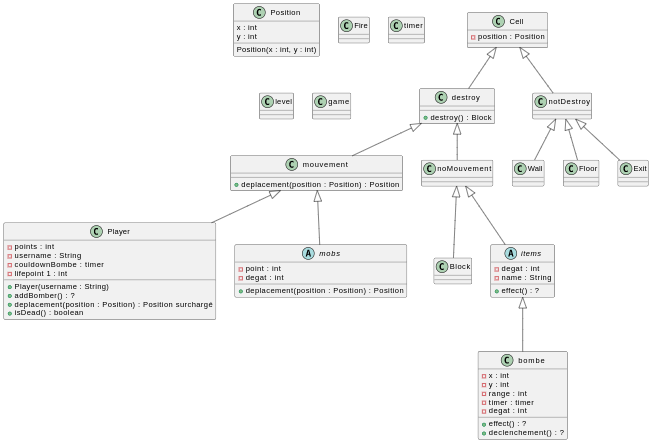 C Position
x : int
y : int
Position(x : int, y : int)
C Fire
C timer
C Cell
position : Position
C level
C game
C destroy
destroy() : Block
C notDestroy
C mouvement
deplacement(position : Position) : Position
C noMouvement
C Wall
C Floor
C Exit
C Player
points : int
username : String
couldownBombe : timer
lifepoint 1 : int
Player(username : String)
addBomber() : ?
deplacement(position : Position) : Position surchargé
isDead() : boolean
A mobs
point : int
degat : int
deplacement(position : Position) : Position
C Block
A items
degat : int
name : String
effect() : ?
C bombe
x : int
y : int
range : int
timer : timer
degat : int
effect() : ?
declenchement() : ?